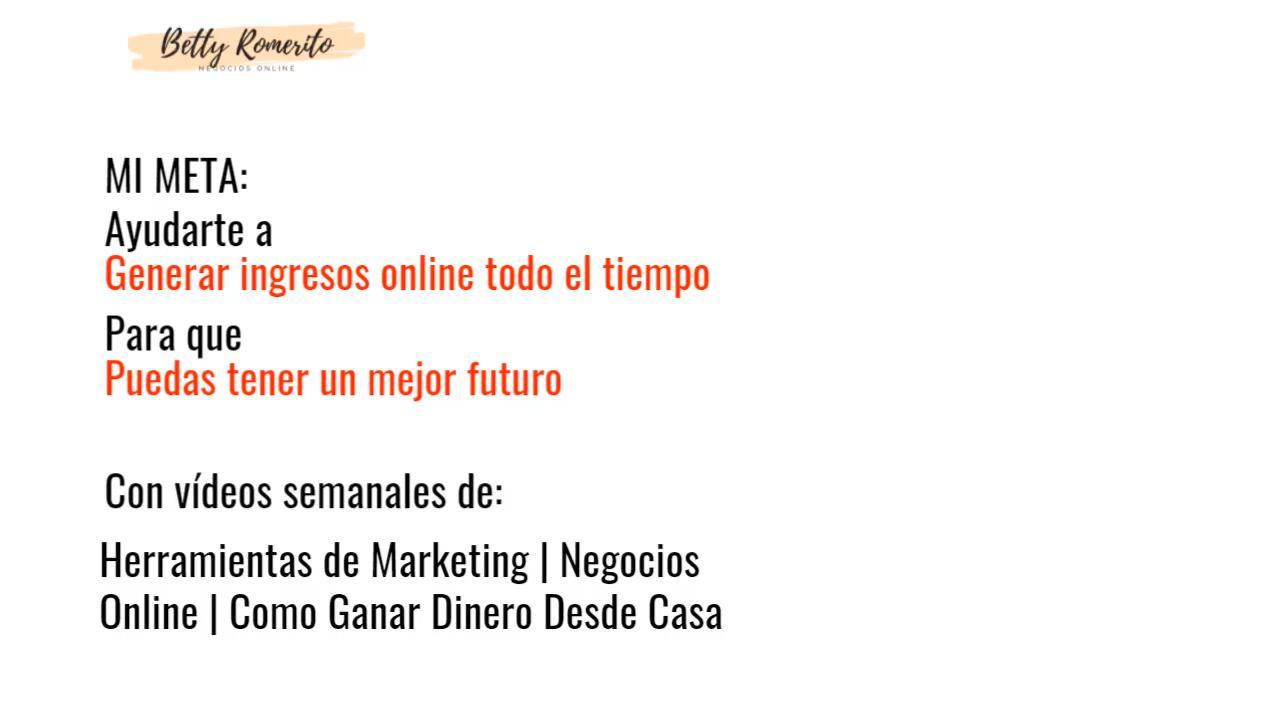 Betty Romerito
NEGOCIOS ONLINE
MI META:
Ayudarte a
Generar ingresos online todo el tiempo
Para que
Puedas tener un mejor futuro
Con vídeos semanales de:
Herramientas de Marketing | Negocios
Online | Como Ganar Dinero Desde Casa